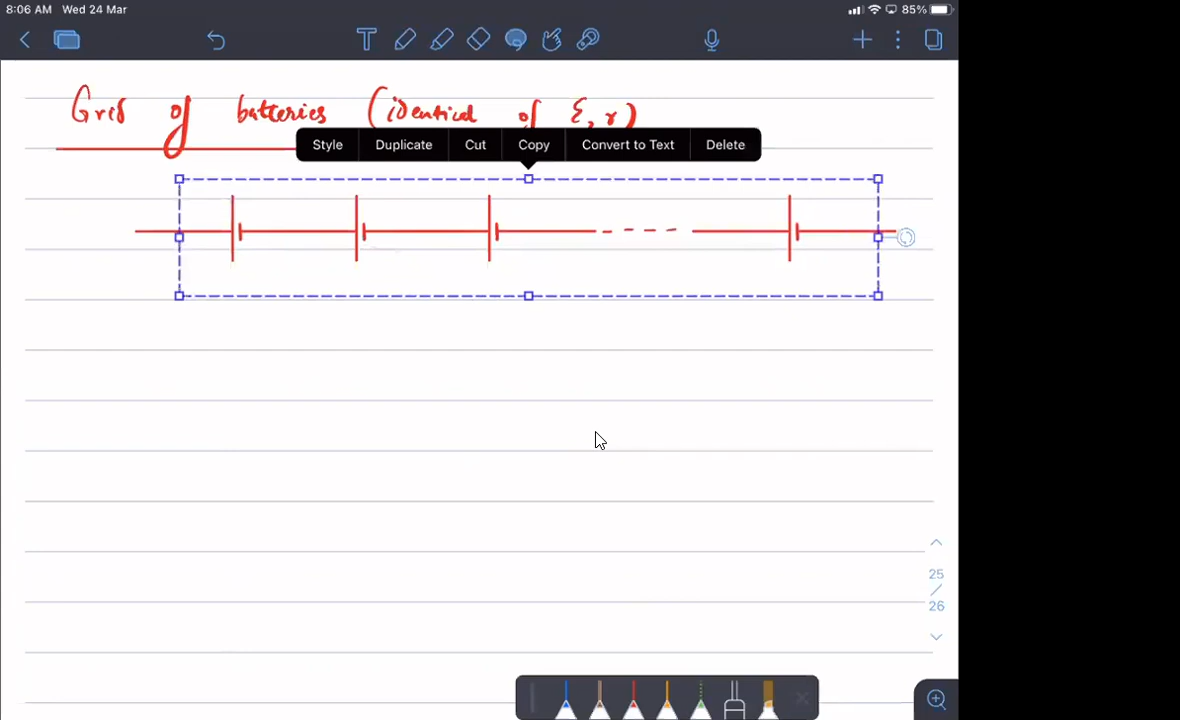 8:06 AM Wed 24 Mar 85%
T
Grid of batteries (identical of ξ, r)
Style Duplicate Cut Copy Convert to Text Delete
25
/
26